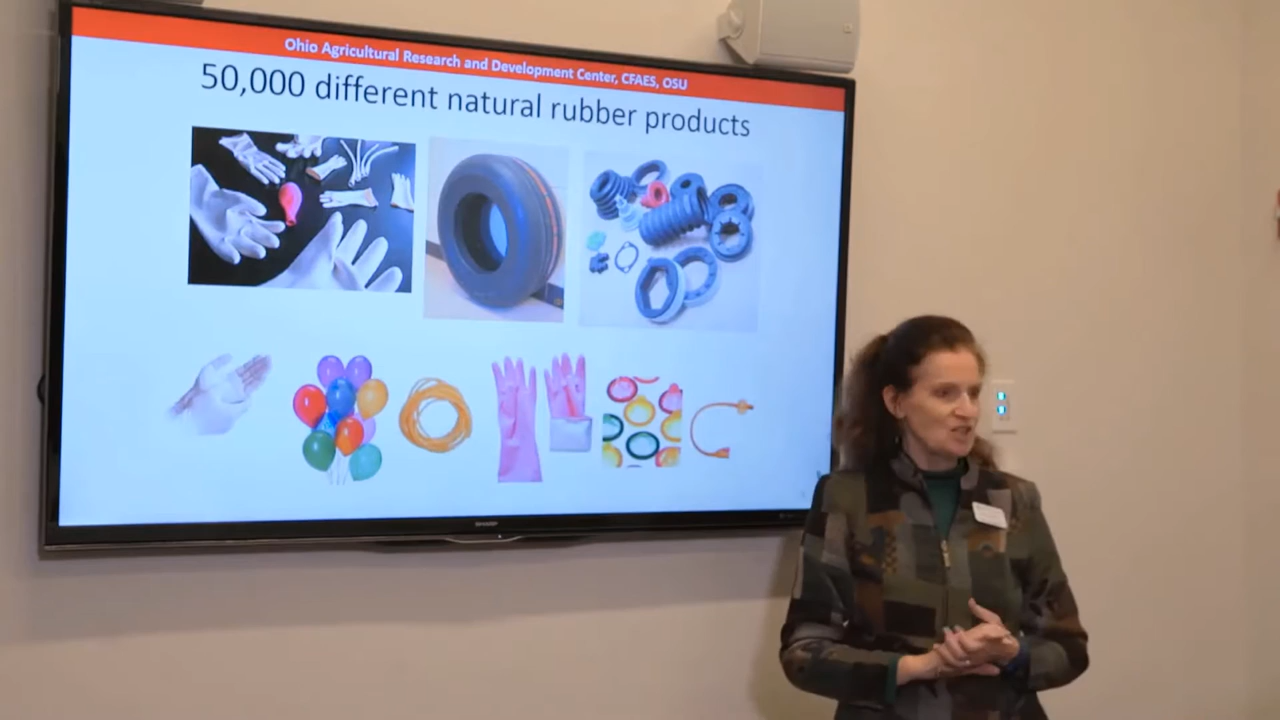 Ohio Agricultural Research and Development Center, CFAES, OSU
50,000 different natural rubber products
SHARP